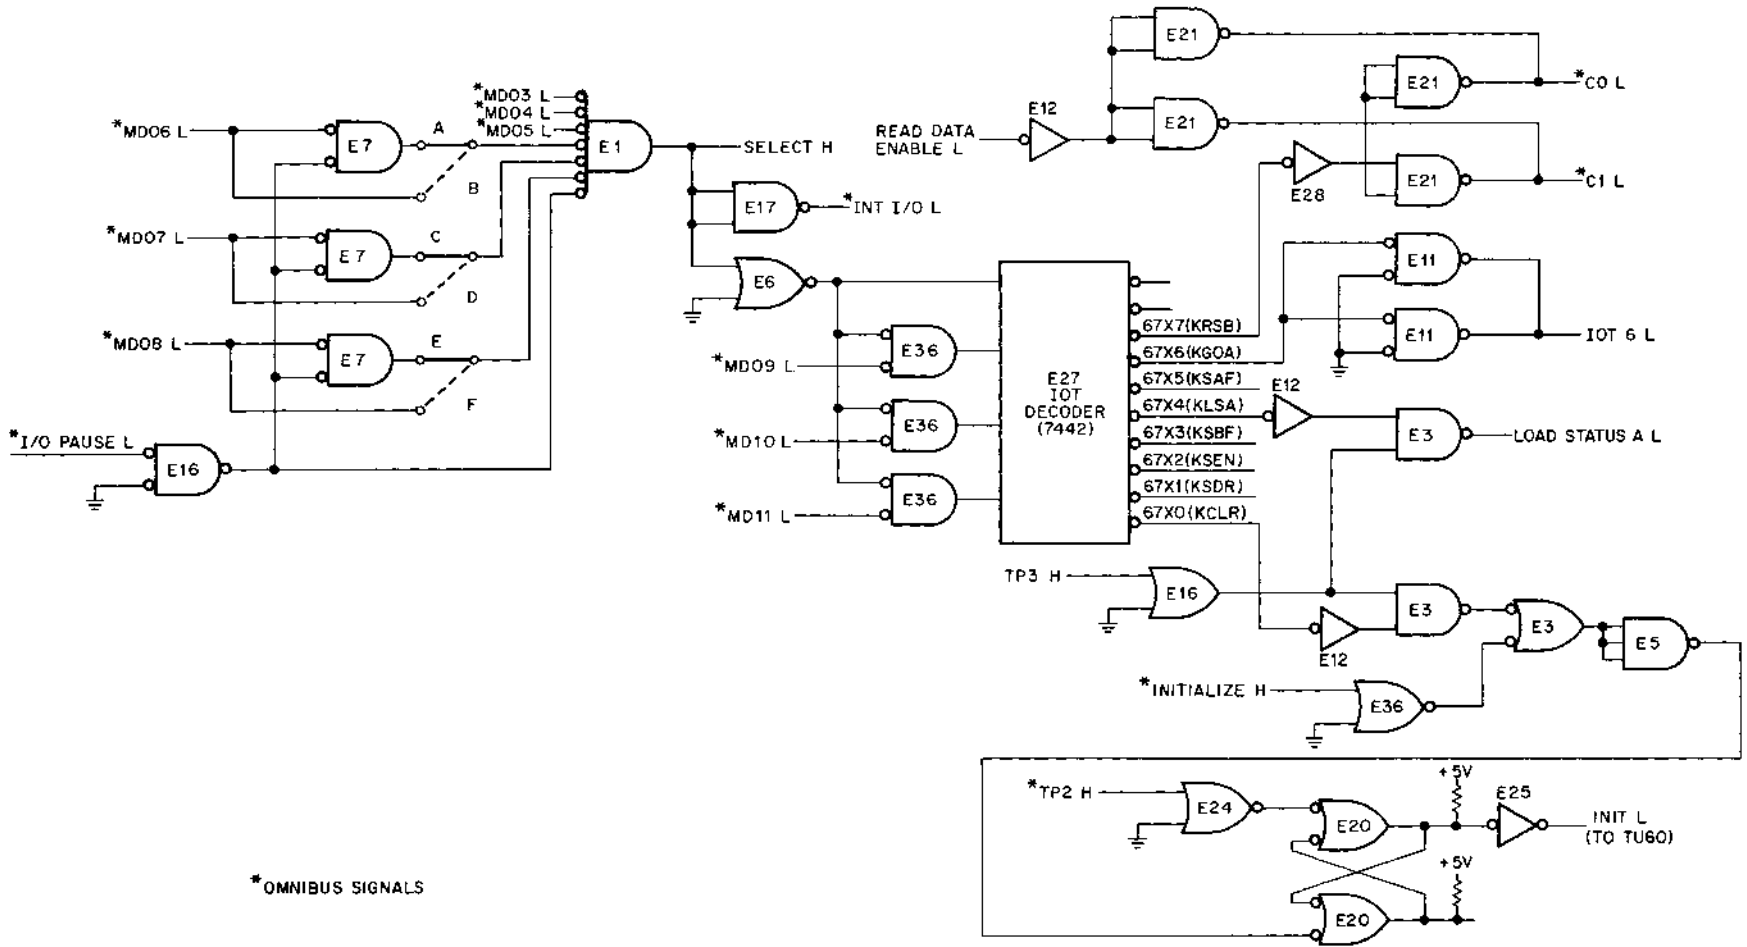 *MD06 L
*MD07 L
*MD08 L
*I/O PAUSE L
E7
E7
E7
E16
A
B
C
D
E
F
*MD03 L
*MD04 L
*MD05 L
E1
SELECT H
E17
*INT I/O L
E6
*MD09 L
*MD10 L
*MD11 L
E36
E36
E36
E27
IOT
DECODER
(7442)
67X7(KRSB)
67X6(KGOA)
67X5(KSAF)
67X4(KLSA)
67X3(KSBF)
67X2(KSEN)
67X1(KSDR)
67X0(KCLR)
READ DATA
ENABLE L
E12
E21
E21
E21
E21
*C0 L
*C1 L
E28
E11
E11
IOT 6 L
E12
E3
LOAD STATUS A L
TP3 H
E16
E3
E12
E3
E5
*INITIALIZE H
E36
*TP2 H
E24
E20
E20
+5V
+5V
E25
INIT L
(TO TU60)
*OMNIBUS SIGNALS